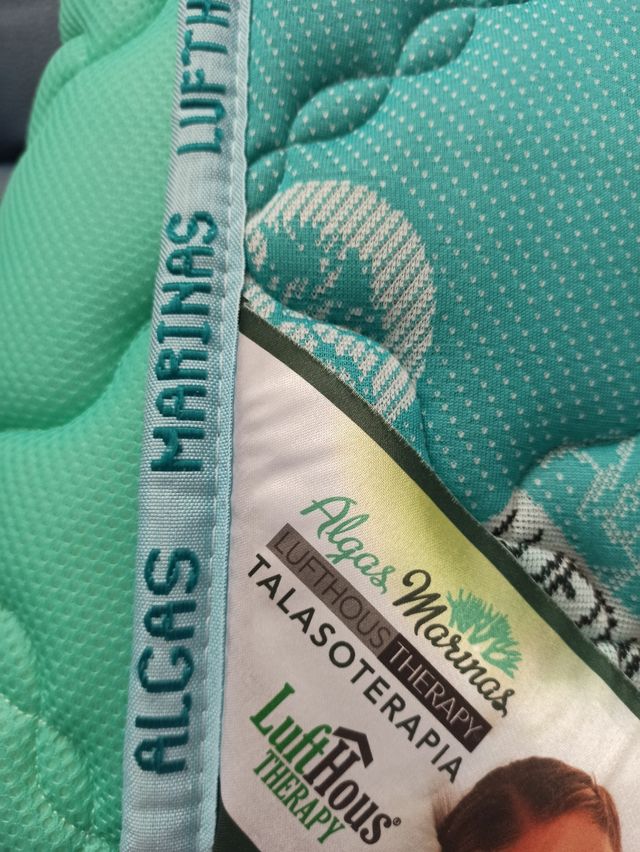 ALGAS MARINAS LUFTH
Algas Marinas
LUFTHOUS THERAPY
TALASOTERAPIA
LuftHous®
THERAPY